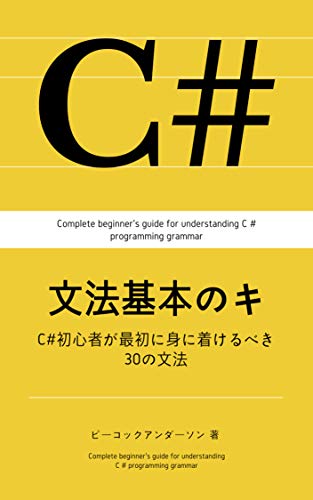 C#
Complete beginner's guide for understanding C #
programming grammar
文法基本のキ
C#初心者が最初に身に着けるべき
30の文法
ピーコックアンダーソン 著
Complete beginner's guide for understanding
C # programming grammar